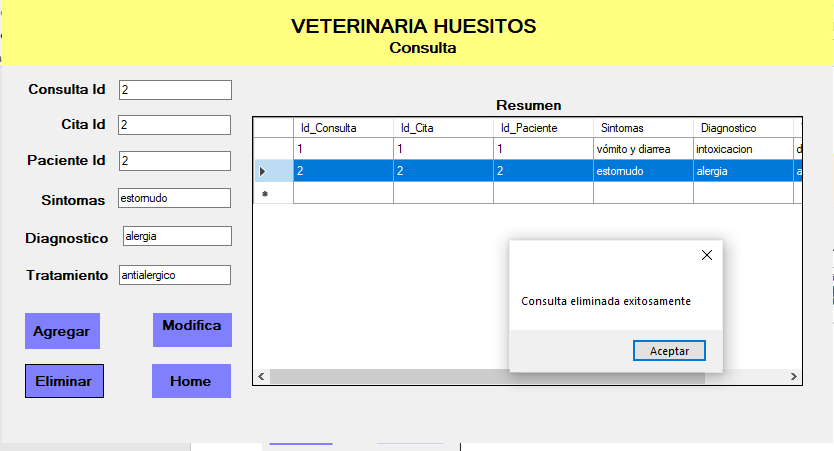 VETERINARIA HUESITOS
Consulta
Consulta Id 2
Cita Id 2
Paciente Id 2
Sintomas estornudo
Diagnostico alergia
Tratamiento antialergico
Agregar Modifica
Eliminar Home
Resumen
Id_Consulta Id_Cita Id_Paciente Sintomas Diagnostico
1 1 1 vómito y diarrea intoxicacion d
2 2 2 estornudo alergia a
Consulta eliminada exitosamente
Aceptar